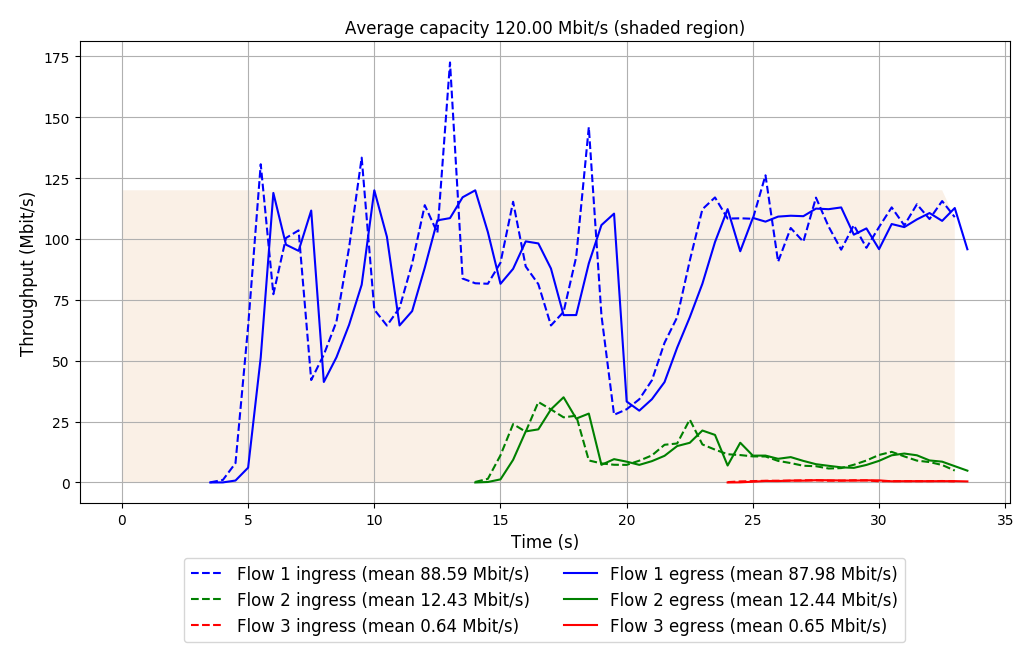 Average capacity 120.00 Mbit/s (shaded region)
Throughput (Mbit/s)
175
150
125
100
75
50
25
0
0 5 10 15 20 25 30 35
Time (s)
Flow 1 ingress (mean 88.59 Mbit/s) Flow 1 egress (mean 87.98 Mbit/s)
Flow 2 ingress (mean 12.43 Mbit/s) Flow 2 egress (mean 12.44 Mbit/s)
Flow 3 ingress (mean 0.64 Mbit/s) Flow 3 egress (mean 0.65 Mbit/s)